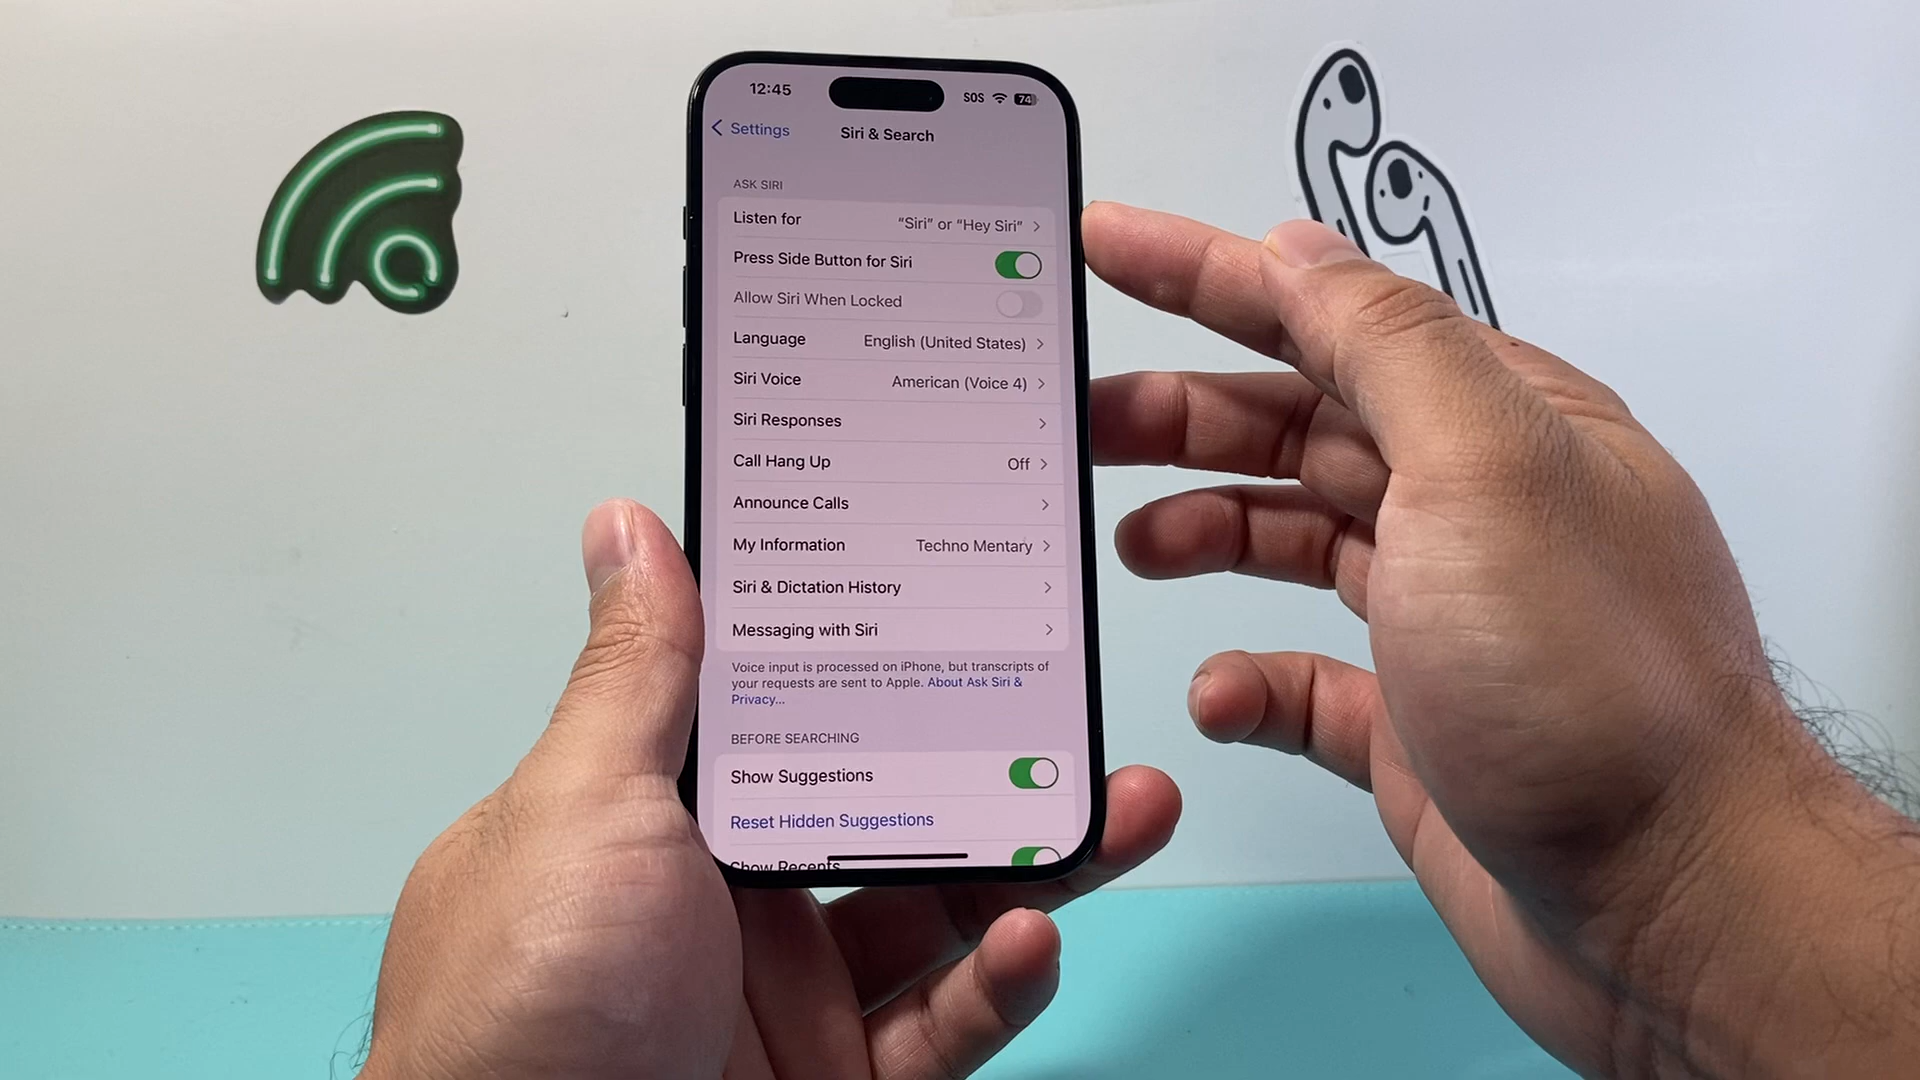 12:45
SOS 74
Settings
Siri & Search
ASK SIRI
Listen for “Siri” or “Hey Siri”
Press Side Button for Siri
Allow Siri When Locked
Language English (United States)
Siri Voice American (Voice 4)
Siri Responses
Call Hang Up Off
Announce Calls
My Information Techno Mentary
Siri & Dictation History
Messaging with Siri
Voice input is processed on iPhone, but transcripts of
your requests are sent to Apple. About Ask Siri &
Privacy...
BEFORE SEARCHING
Show Suggestions
Reset Hidden Suggestions
Show Recents